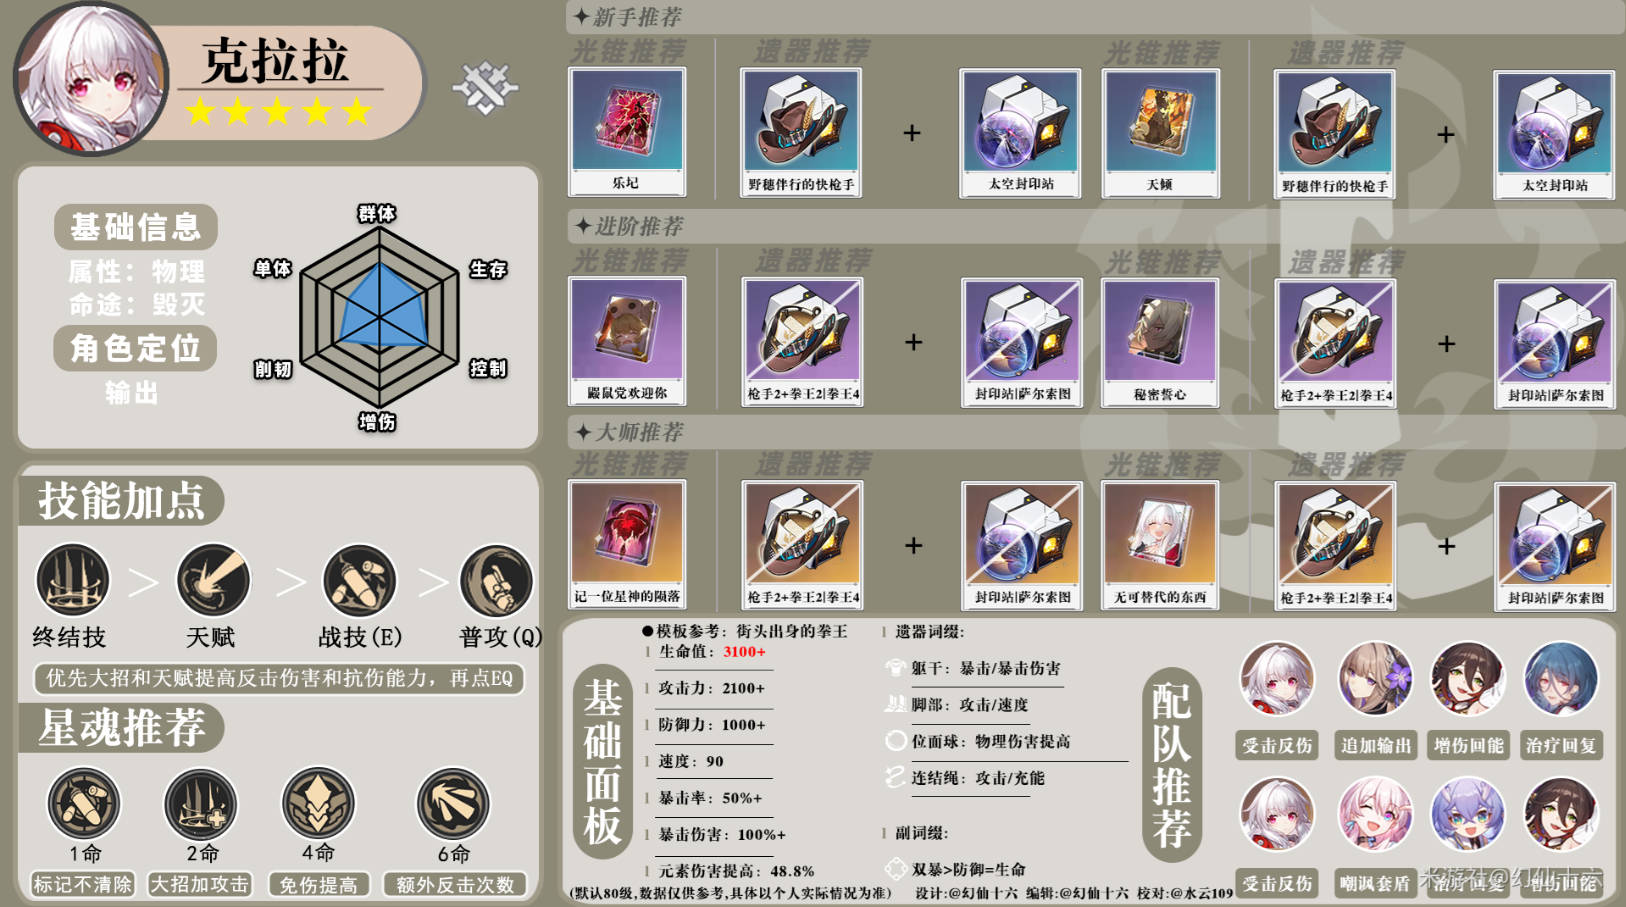 克拉拉
基础信息
属性：物理
命途：毁灭
角色定位
输出
群体
单体
生存
削韧
控制
增伤
技能加点
终结技
天赋
战技(E)
普攻(Q)
优先大招和天赋提高反击伤害和抗伤能力，再点EQ
星魂推荐
1命
2命
4命
6命
标记不清除
大招加攻击
免伤提高
额外反击次数
新手推荐
光锥推荐
遗器推荐
光锥推荐
遗器推荐
乐圮
野穗伴行的快枪手
+
太空封印站
天倾
野穗伴行的快枪手
+
太空封印站
进阶推荐
光锥推荐
遗器推荐
光锥推荐
遗器推荐
鼹鼠党欢迎你
枪手2+拳王2|拳王4
+
封印站|萨尔索图
秘密誓心
枪手2+拳王2|拳王4
+
封印站|萨尔索图
大师推荐
光锥推荐
遗器推荐
光锥推荐
遗器推荐
记一位星神的陨落
枪手2+拳王2|拳王4
+
封印站|萨尔索图
无可替代的东西
枪手2+拳王2|拳王4
+
封印站|萨尔索图
基础面板
●模板参考：街头出身的拳王
生命值：3100+
攻击力：2100+
防御力：1000+
速度：90
暴击率：50%+
暴击伤害：100%+
元素伤害提高：48.8%
遗器词缀:
躯干：暴击/暴击伤害
脚部：攻击/速度
位面球：物理伤害提高
连结绳：攻击/充能
副词缀:
双暴>防御=生命
(默认80级,数据仅供参考,具体以个人实际情况为准)
设计:@幻仙十六 编辑:@幻仙十六 校对:@水云109
配队推荐
受击反伤
追加输出
增伤回能
治疗回复
受击反伤
嘲讽套盾
治疗回复
增伤回能
米游社@幻仙十六